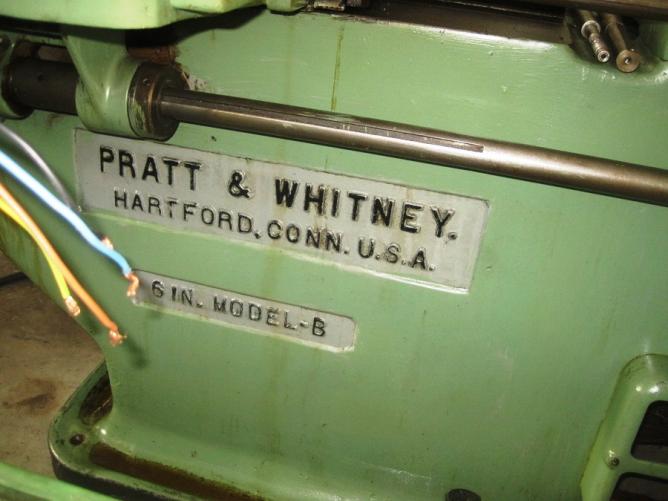 PRATT & WHITNEY.
HARTFORD, CONN. U.S.A.
6 IN. MODEL-B